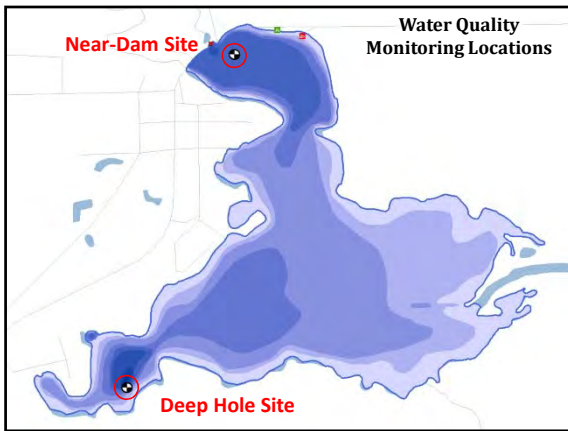 Water Quality
Monitoring Locations
Near-Dam Site
Deep Hole Site